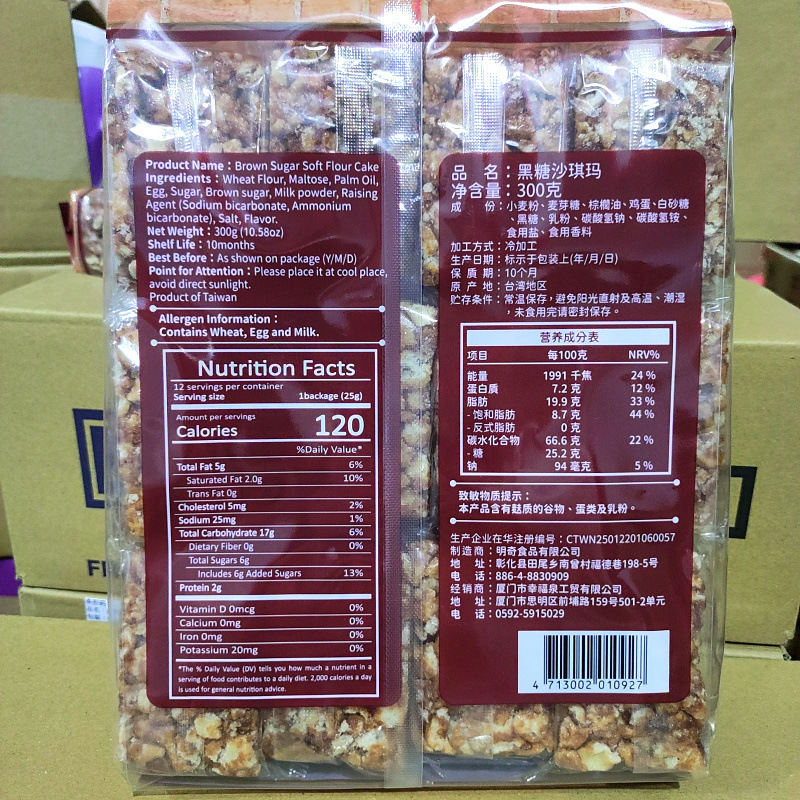 Product Name：Brown Sugar Soft Flour Cake
Ingredients：Wheat Flour, Maltose, Palm Oil,
Egg, Sugar, Brown sugar, Milk powder, Raising
Agent (Sodium bicarbonate, Ammonium
bicarbonate), Salt, Flavor.
Net Weight：300g (10.58oz)
Shelf Life：10months
Best Before：As shown on package (Y/M/D)
Point for Attention：Please place it at cool place,
avoid direct sunlight.
Product of Taiwan
Allergen Information：
Contains Wheat, Egg and Milk.
Nutrition Facts
12 servings per container
Serving size 1backage (25g)
Amount per servings
Calories 120
%Daily Value*
Total Fat 5g 6%
Saturated Fat 2.0g 10%
Trans Fat 0g
Cholesterol 5mg 2%
Sodium 25mg 1%
Total Carbohydrate 17g 6%
Dietary Fiber 0g 0%
Total Sugars 6g
Includes 6g Added Sugars 13%
Protein 2g
Vitamin D 0mcg 0%
Calcium 0mg 0%
Iron 0mg 0%
Potassium 20mg 0%
*The % Daily Value (DV) tells you how much a nutrient in a
serving of food contributes to a daily diet. 2,000 calories a day
is used for general nutrition advice.
品 名：黑糖沙琪玛
净含量：300克
成 份：小麦粉、麦芽糖、棕榈油、鸡蛋、白砂糖
、黑糖、乳粉、碳酸氢钠、碳酸氢铵、
食用盐、食用香料
加工方式：冷加工
生产日期：标示于包装上(年/月/日)
保 质 期：10个月
原 产 地：台湾地区
贮存条件：常温保存，避免阳光直射及高温、潮湿
，未食用完请密封保存。
营养成分表
项目 每100克 NRV%
能量 1991 千焦 24 %
蛋白质 7.2 克 12 %
脂肪 19.9 克 33 %
- 饱和脂肪 8.7 克 44 %
- 反式脂肪 0 克
碳水化合物 66.6 克 22 %
- 糖 25.2 克
钠 94 毫克 5 %
致敏物质提示：
本产品含有麸质的谷物、蛋类及乳粉。
生产企业在华注册编号：CTWN25012201060057
制造商：明奇食品有限公司
地 址：彰化县田尾乡南曾村福德巷198-5号
电 话：886-4-8830909
经销商：厦门市幸福泉工贸有限公司
地 址：厦门市思明区前埔路159号501-2单元
电 话：0592-5915029
4 713002 010927